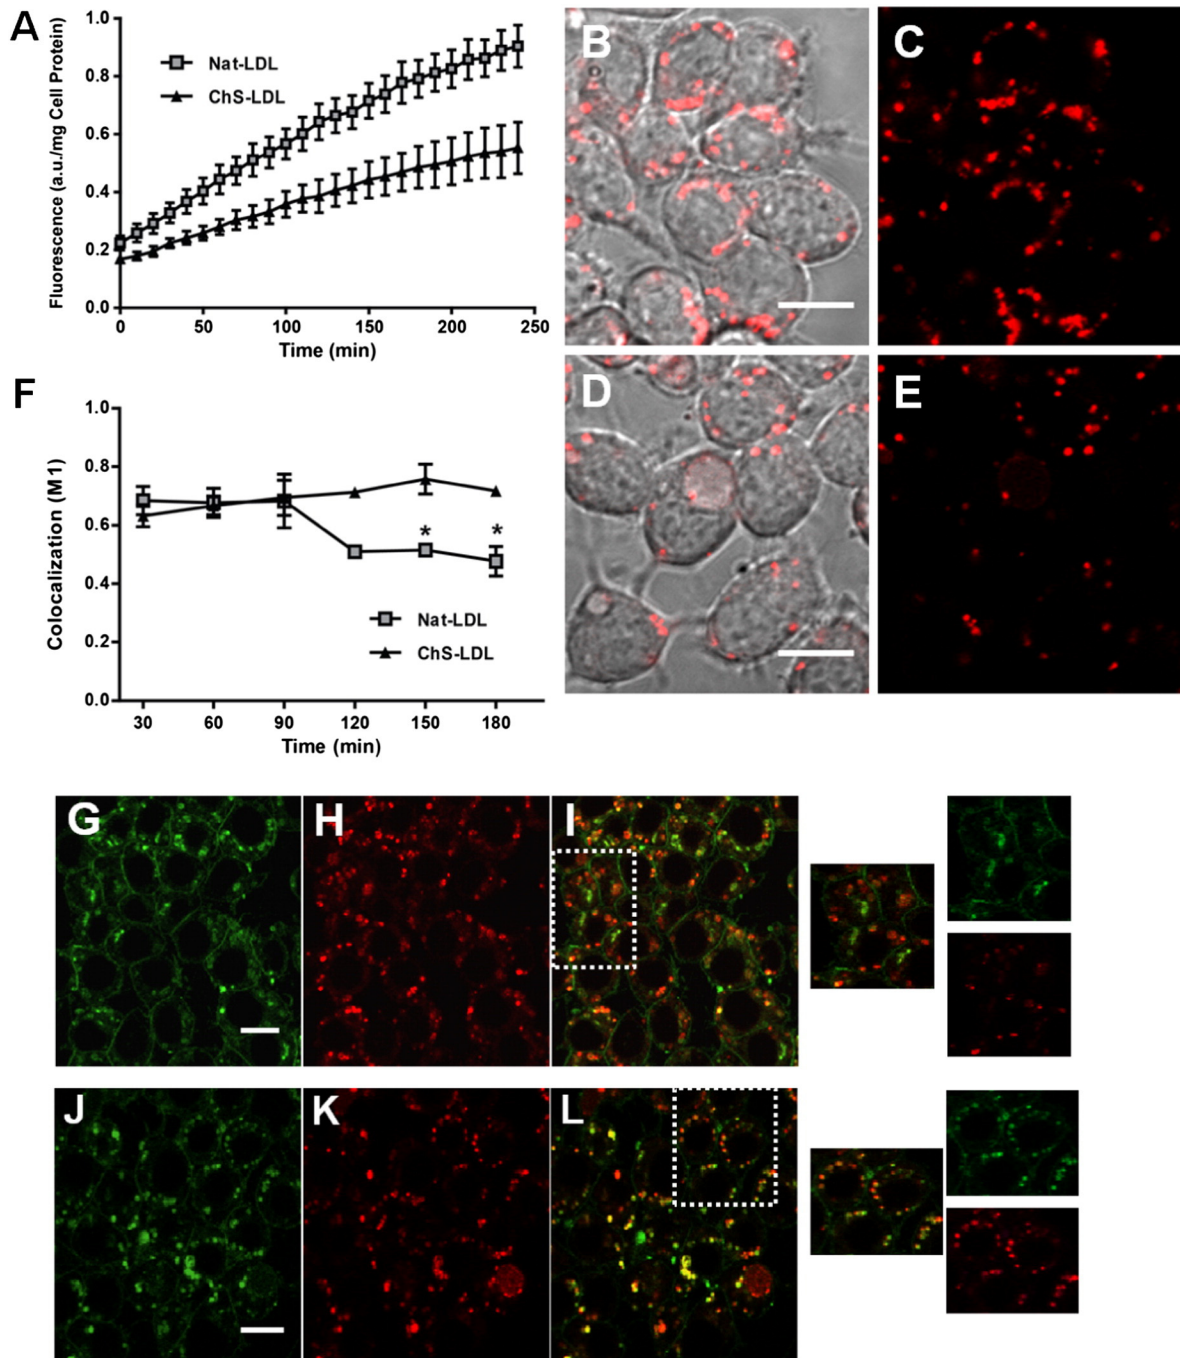 A
Fluorescence (a.u./mg Cell Protein)
1.0
0.8
0.6
0.4
0.2
0.0
Nat-LDL
ChS-LDL
0 50 100 150 200 250
Time (min)
B
C
D
E
F
Colocalization (M1)
1.0
0.8
0.6
0.4
0.2
0.0
* *
Nat-LDL
ChS-LDL
30 60 90 120 150 180
Time (min)
G
H
I
J
K
L